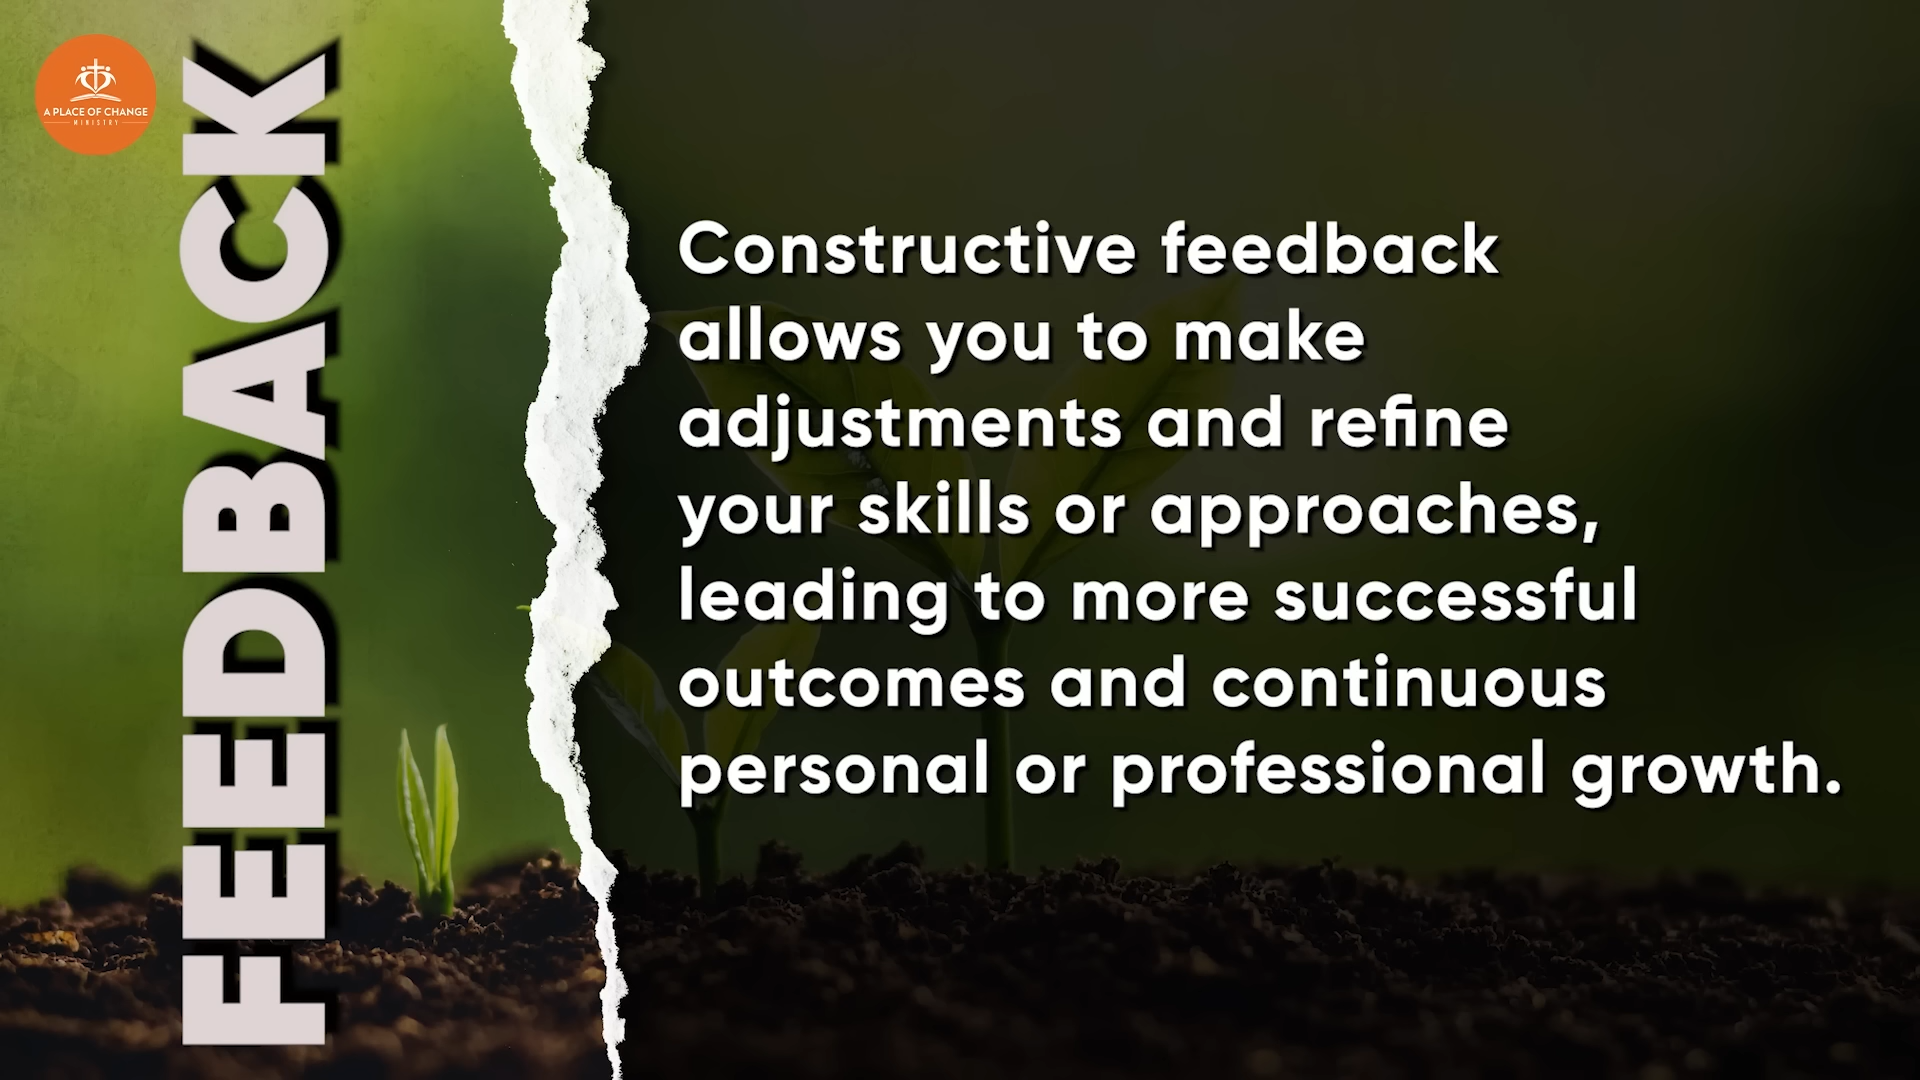 A PLACE OF CHANGE
MINISTRY
FEEDBACK
Constructive feedback
allows you to make
adjustments and refine
your skills or approaches,
leading to more successful
outcomes and continuous
personal or professional growth.